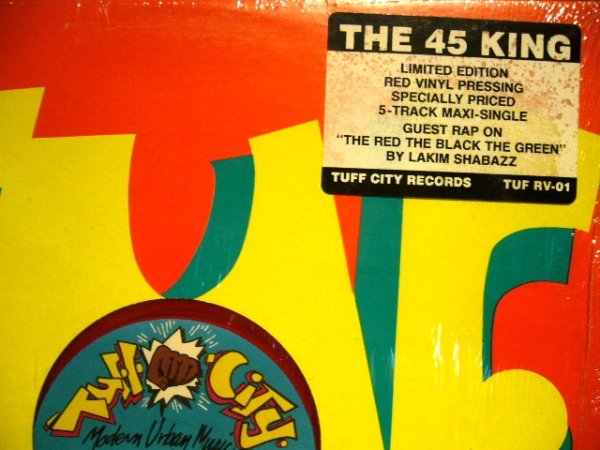 THE 45 KING
LIMITED EDITION
RED VINYL PRESSING
SPECIALLY PRICED
5-TRACK MAXI-SINGLE
GUEST RAP ON
"THE RED THE BLACK THE GREEN"
BY LAKIM SHABAZZ
TUFF CITY RECORDS TUF RV-01
Tuff City
Modern Urban Music